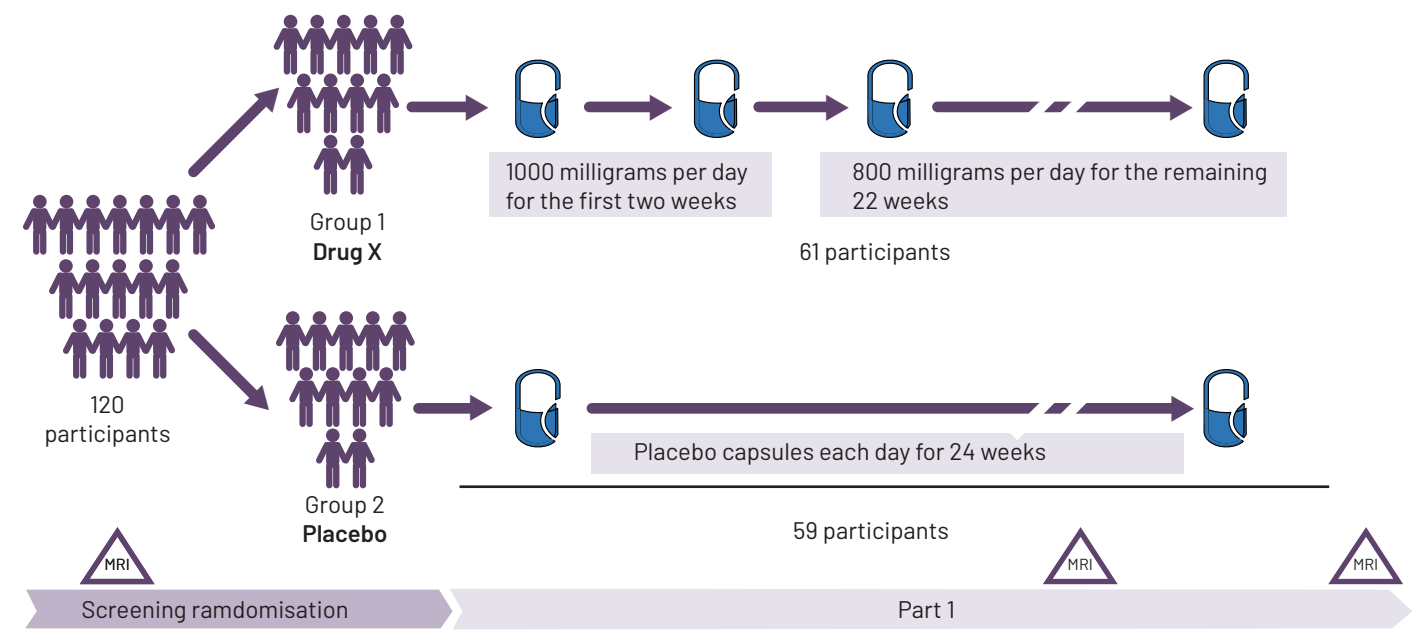 Group 1
Drug X
1000 milligrams per day
for the first two weeks
800 milligrams per day for the remaining
22 weeks
61 participants
120
participants
Group 2
Placebo
Placebo capsules each day for 24 weeks
59 participants
MRI
MRI
MRI
Screening ramdomisation
Part 1